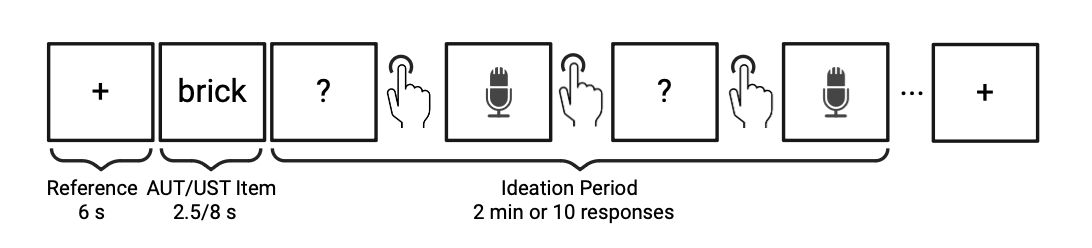 +
brick
?
?
...
+
Reference
6 s
AUT/UST Item
2.5/8 s
Ideation Period
2 min or 10 responses